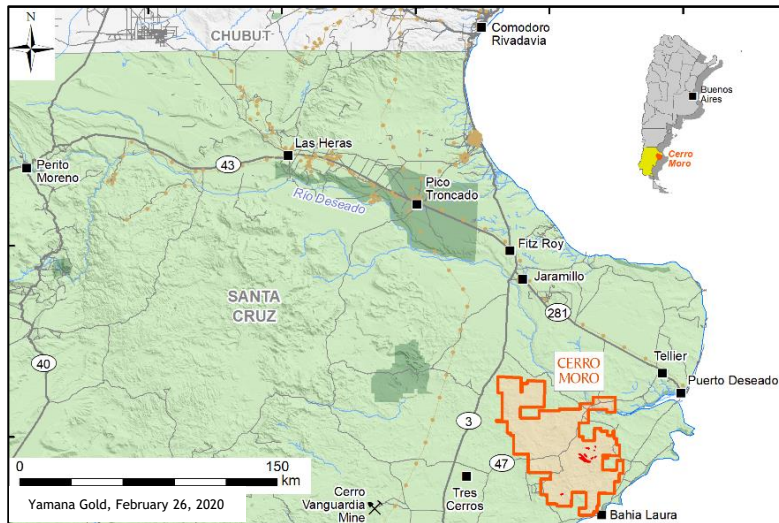 N
CHUBUT
Comodoro
Rivadavia
Buenos
Aires
Cerro
Moro
Las Heras
43
Perito
Moreno
Pico
Troncado
Río Deseado
Fitz Roy
Jaramillo
SANTA
CRUZ
281
CERRO
MORO
Tellier
Puerto Deseado
40
3
47
0
150
km
Tres
Cerros
Cerro
Vanguardia
Mine
Bahia Laura
Yamana Gold, February 26, 2020